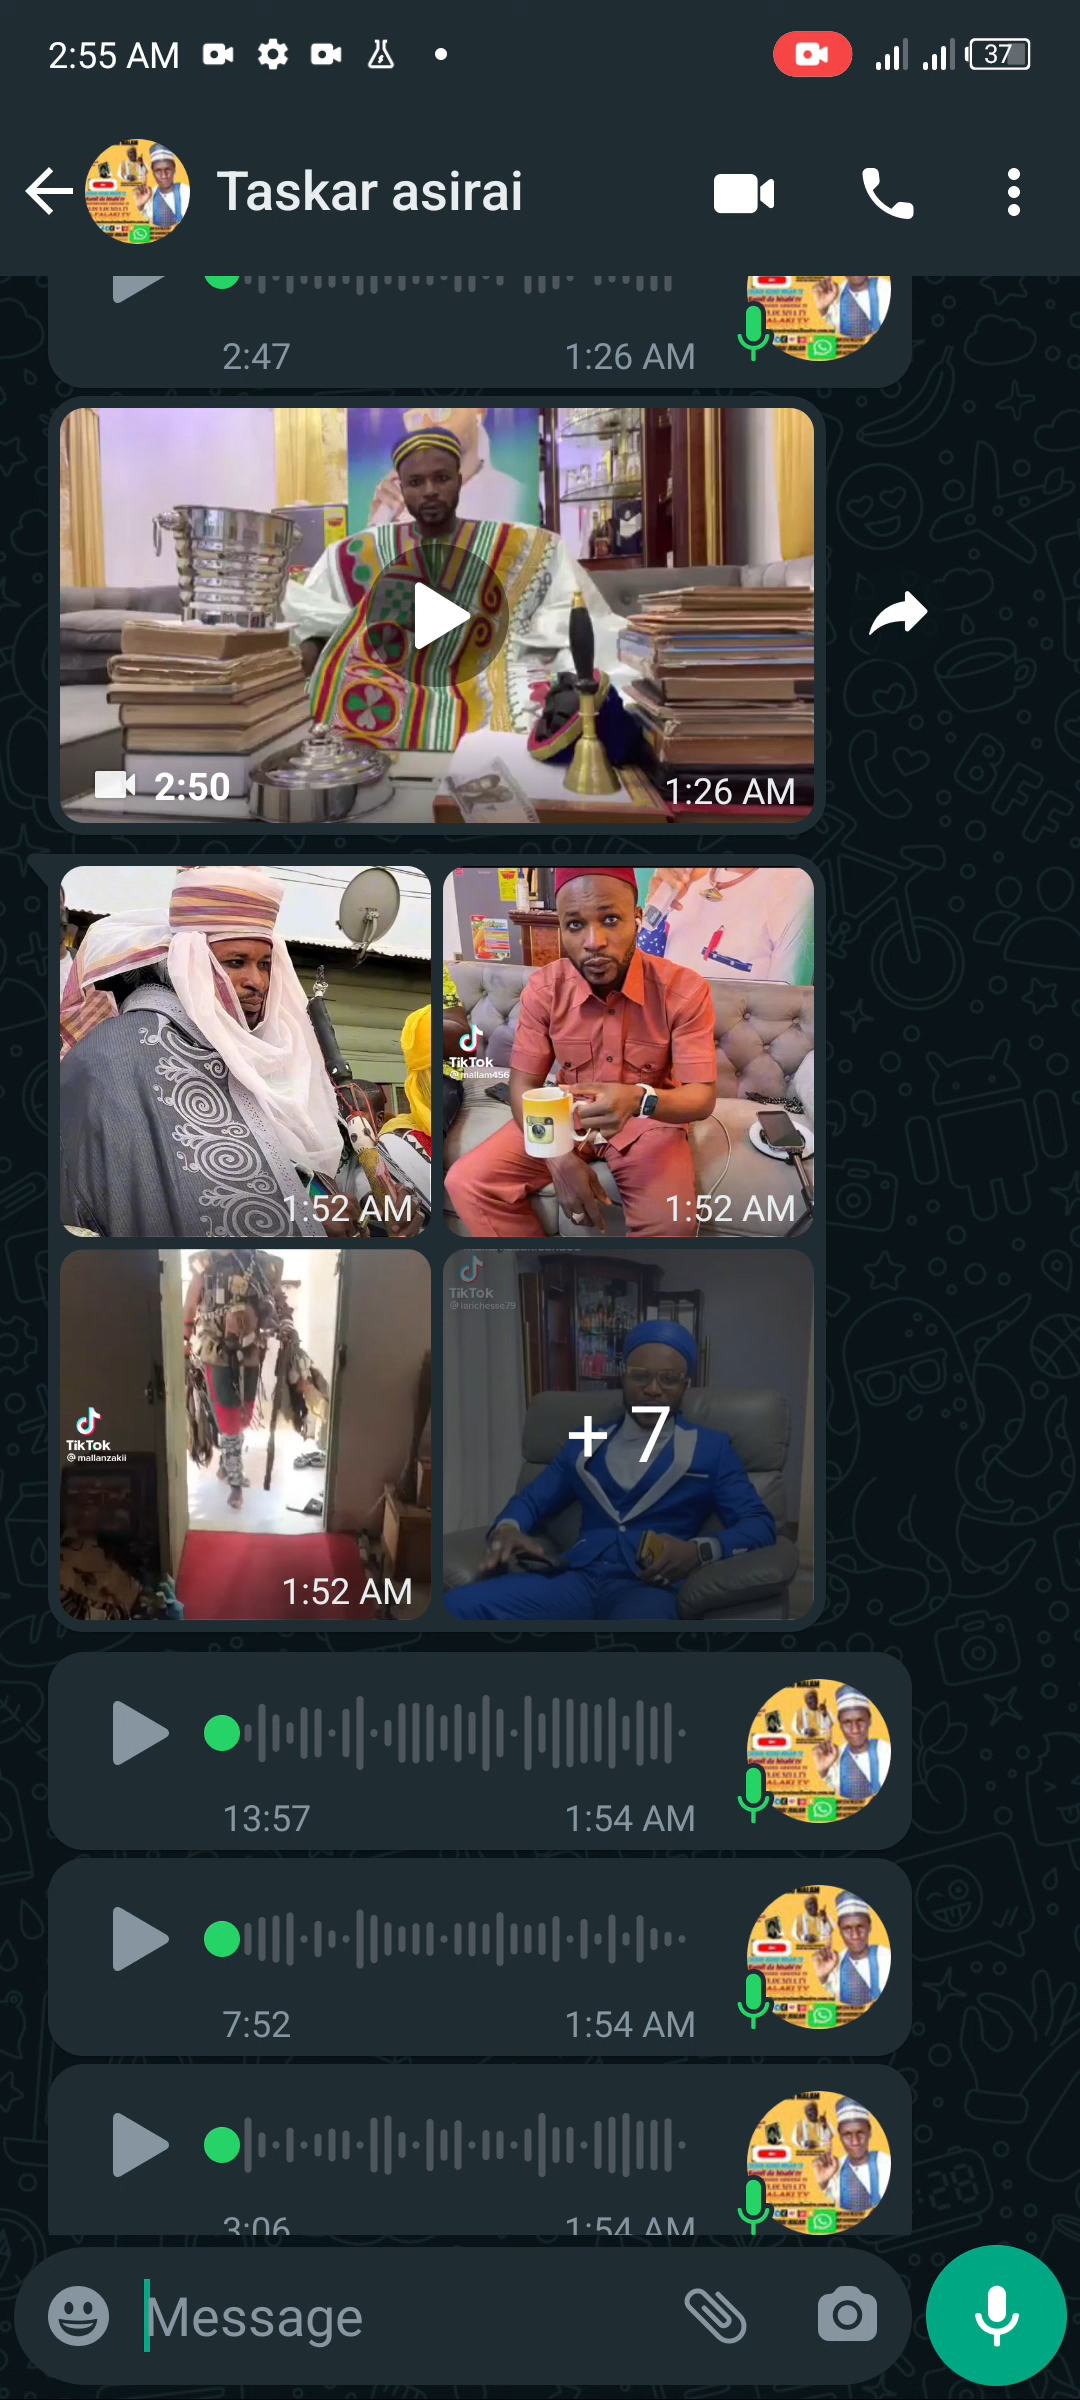 2:55 AM
37
Taskar asirai
2:47
1:26 AM
2:50
1:26 AM
TikTok
@mallam456
1:52 AM
1:52 AM
TikTok
@larichesse79
+7
TikTok
@mallanzakii
1:52 AM
13:57
1:54 AM
7:52
1:54 AM
3:06
1:54 AM
Message